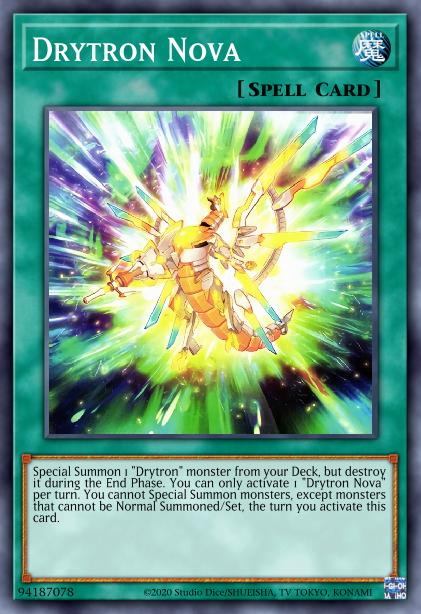 DRYTRON NOVA
SPELL
魔
[SPELL CARD]
Special Summon 1 "Drytron" monster from your Deck, but destroy
it during the End Phase. You can only activate 1 "Drytron Nova"
per turn. You cannot Special Summon monsters, except monsters
that cannot be Normal Summoned/Set, the turn you activate this
card.
94187078
©2020 Studio Dice/SHUEISHA, TV TOKYO, KONAMI